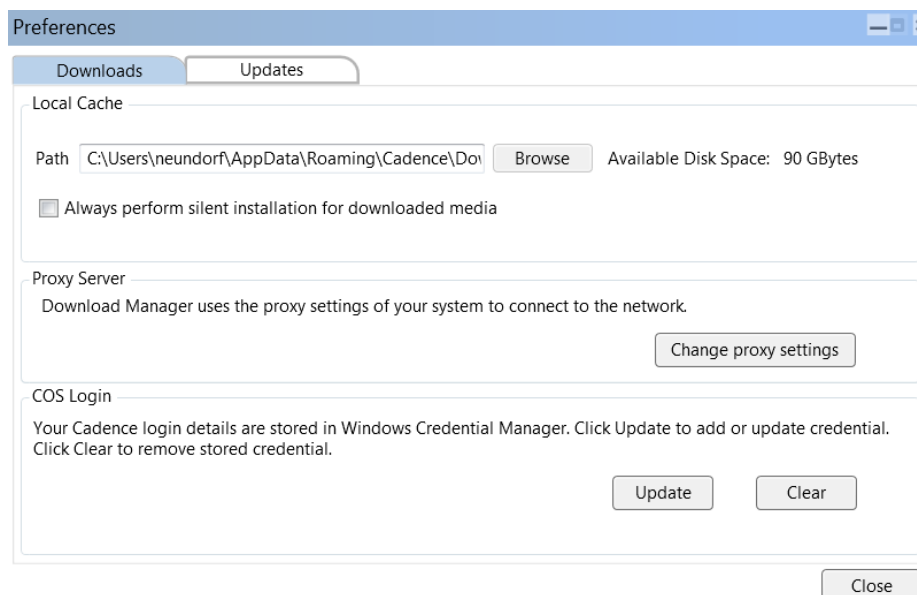 Preferences
Downloads Updates
Local Cache
Path C:\Users\neundorf\AppData\Roaming\Cadence\Do Browse Available Disk Space: 90 GBytes
Always perform silent installation for downloaded media
Proxy Server
Download Manager uses the proxy settings of your system to connect to the network.
Change proxy settings
COS Login
Your Cadence login details are stored in Windows Credential Manager. Click Update to add or update credential.
Click Clear to remove stored credential.
Update Clear
Close